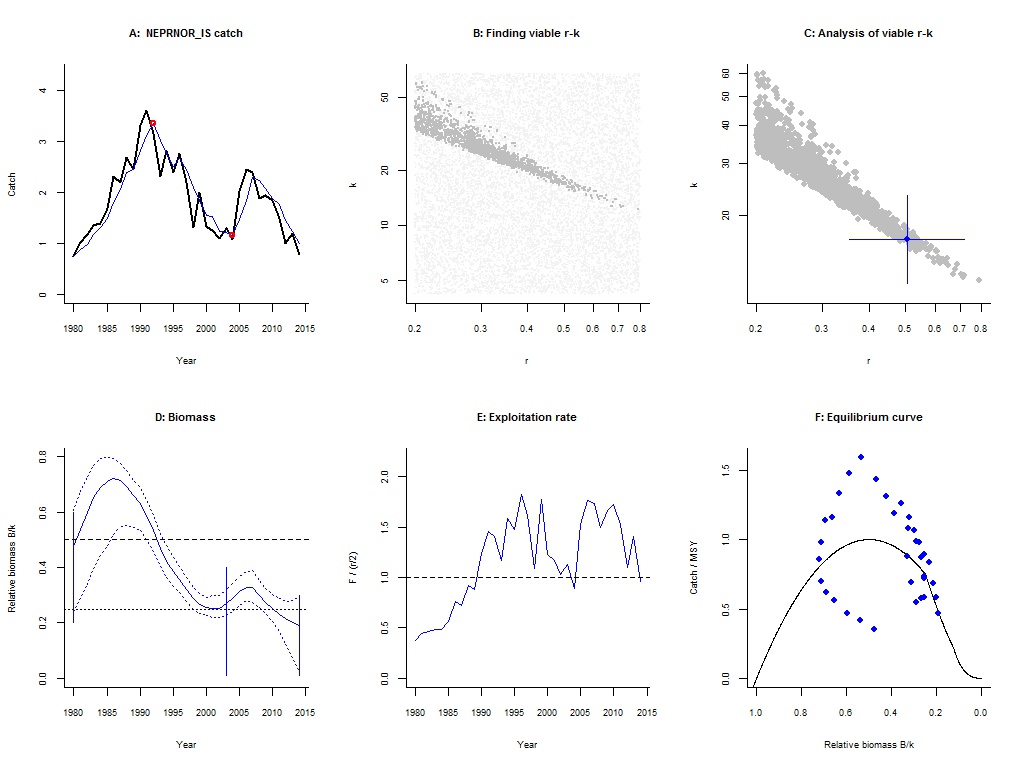 A: NEPRNOR_IS catch
Catch
4
3
2
1
0
1980 1985 1990 1995 2000 2005 2010 2015
Year
B: Finding viable r-k
k
50
20
10
5
0.2 0.3 0.4 0.5 0.6 0.7 0.8
r
C: Analysis of viable r-k
k
60
50
40
30
20
0.2 0.3 0.4 0.5 0.6 0.7 0.8
r
D: Biomass
Relative biomass B/k
0.8
0.6
0.4
0.2
0.0
1980 1985 1990 1995 2000 2005 2010 2015
Year
E: Exploitation rate
F / (r/2)
2.0
1.5
1.0
0.5
0.0
1980 1985 1990 1995 2000 2005 2010 2015
Year
F: Equilibrium curve
Catch / MSY
1.5
1.0
0.5
0.0
1.0 0.8 0.6 0.4 0.2 0.0
Relative biomass B/k